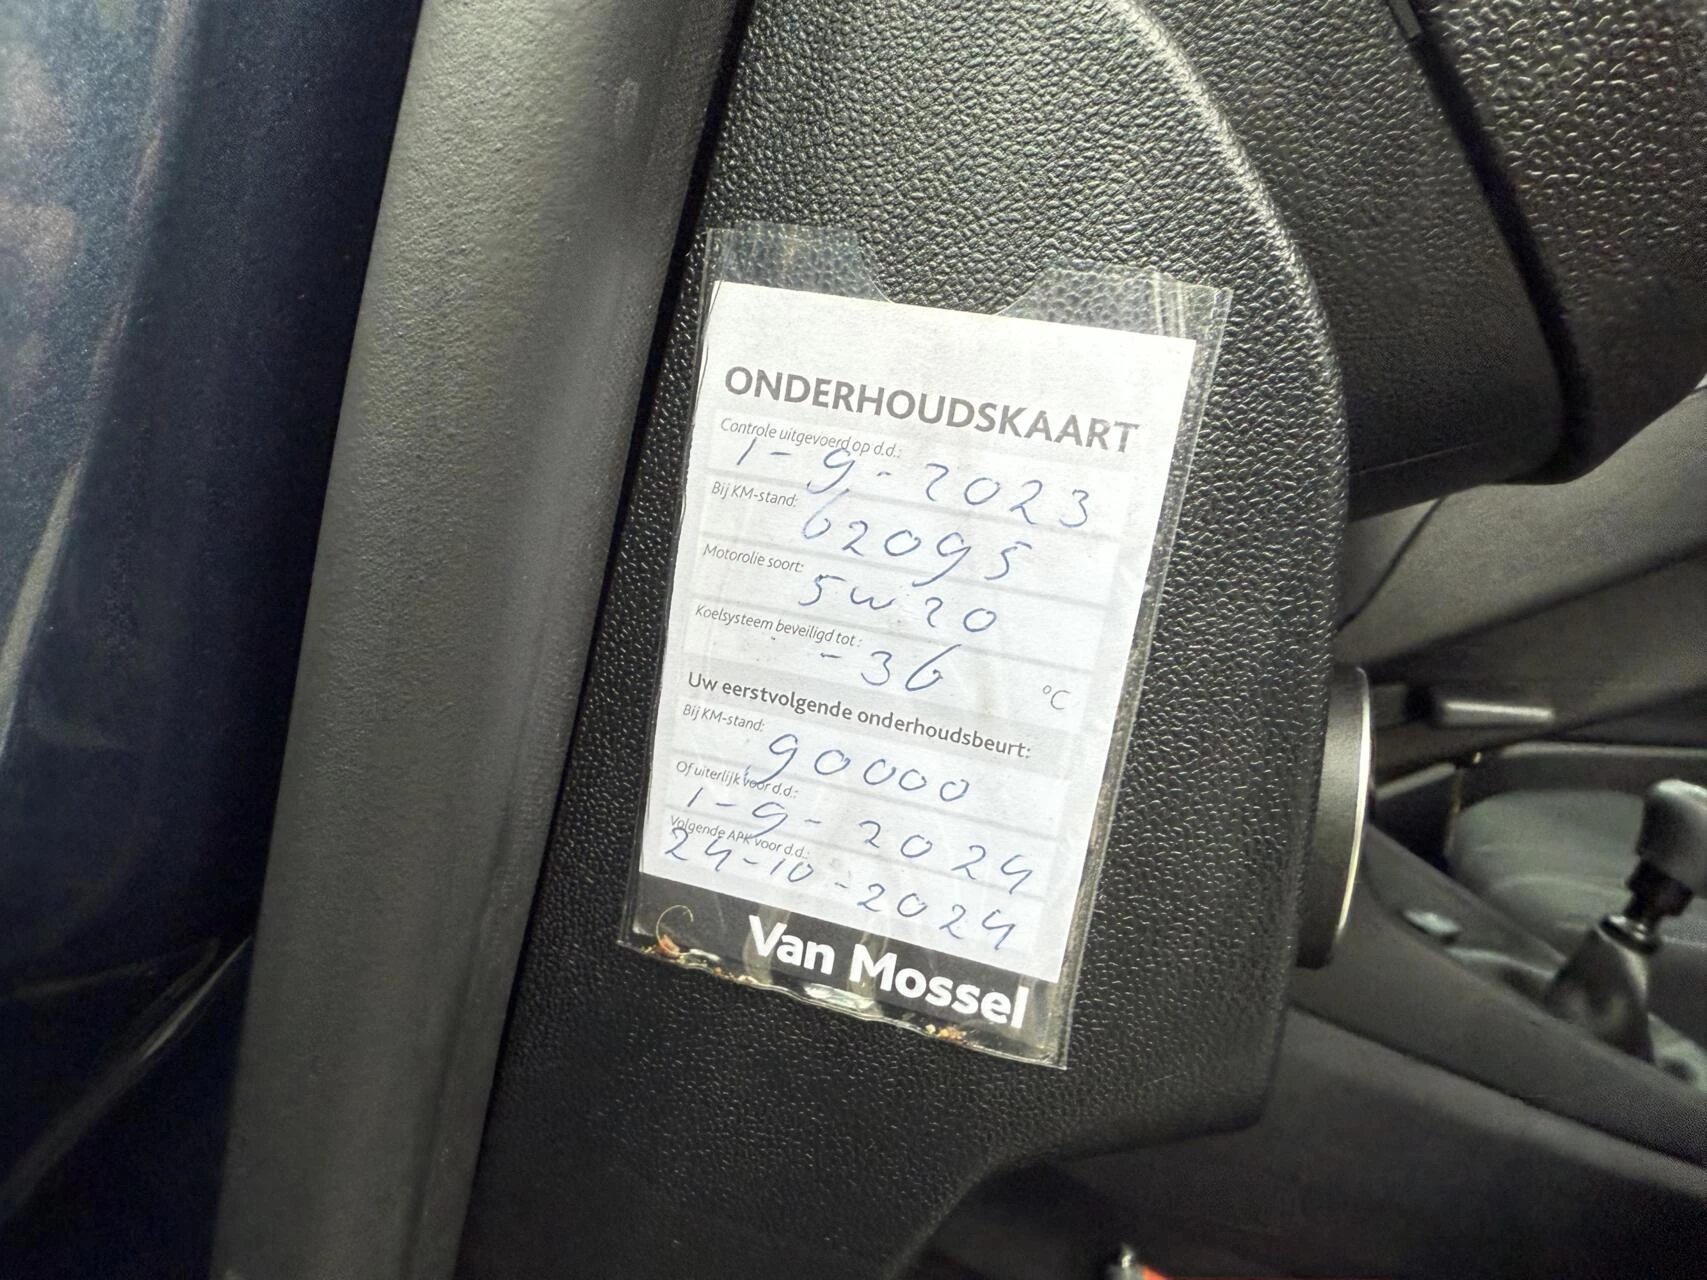 ONDERHOUDSKAART
Controle uitgevoerd op d.d.:
1-9-2023
Bij KM-stand:
62095
Motorolie soort:
5w20
Koelsysteem beveiligd tot:
-36 °C
Uw eerstvolgende onderhoudsbeurt:
Bij KM-stand:
90000
Of uiterlijk voor d.d.:
1-9-2024
Volgende APK voor d.d.:
24-10-2024
Van Mossel